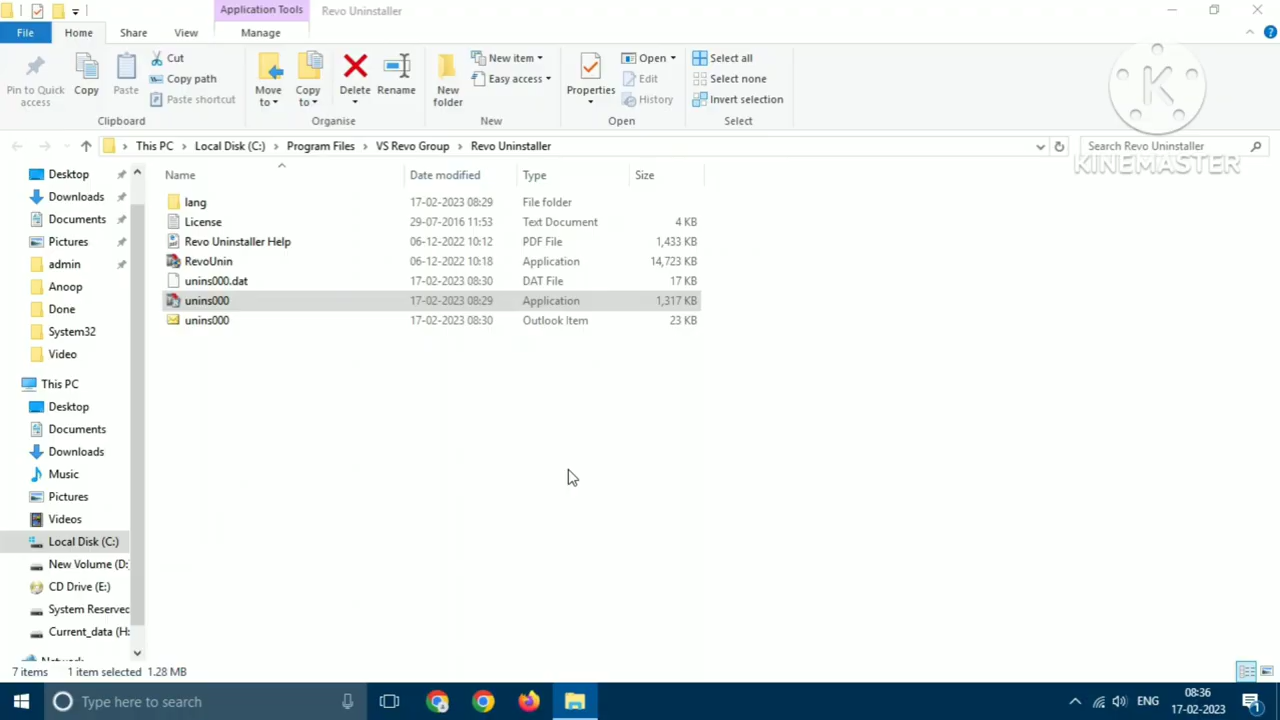 Application Tools
Revo Uninstaller
File
Home
Share
View
Manage
Pin to Quick access
Copy
Paste
Cut
Copy path
Paste shortcut
Clipboard
Move to
Copy to
Delete
Rename
Organise
New folder
New item
Easy access
New
Properties
Open
Edit
History
Open
Select all
Select none
Invert selection
Select
K
KINEMASTER
This PC > Local Disk (C:) > Program Files > VS Revo Group > Revo Uninstaller
Search Revo Uninstaller
Name Date modified Type Size
lang 17-02-2023 08:29 File folder
License 29-07-2016 11:53 Text Document 4 KB
Revo Uninstaller Help 06-12-2022 10:12 PDF File 1,433 KB
RevoUnin 06-12-2022 10:18 Application 14,723 KB
unins000.dat 17-02-2023 08:30 DAT File 17 KB
unins000 17-02-2023 08:29 Application 1,317 KB
unins000 17-02-2023 08:30 Outlook Item 23 KB
Desktop
Downloads
Documents
Pictures
admin
Anoop
Done
System32
Video
This PC
Desktop
Documents
Downloads
Music
Pictures
Videos
Local Disk (C:)
New Volume (D:
CD Drive (E:)
System Reserved
Current_data (H:
Network
7 items 1 item selected 1.28 MB
Type here to search
ENG
08:36
17-02-2023
1